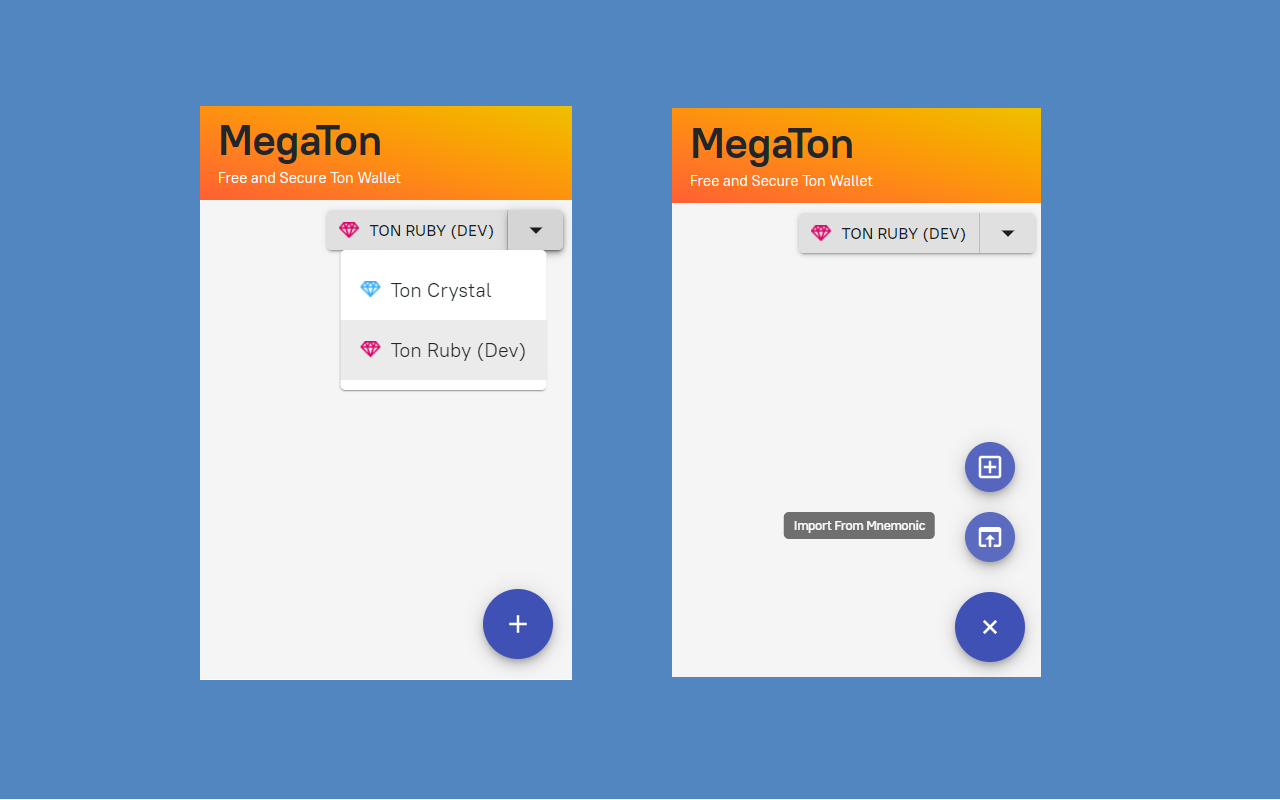 MegaTon
Free and Secure Ton Wallet
TON RUBY (DEV)
Ton Crystal
Ton Ruby (Dev)
MegaTon
Free and Secure Ton Wallet
TON RUBY (DEV)
Import From Mnemonic